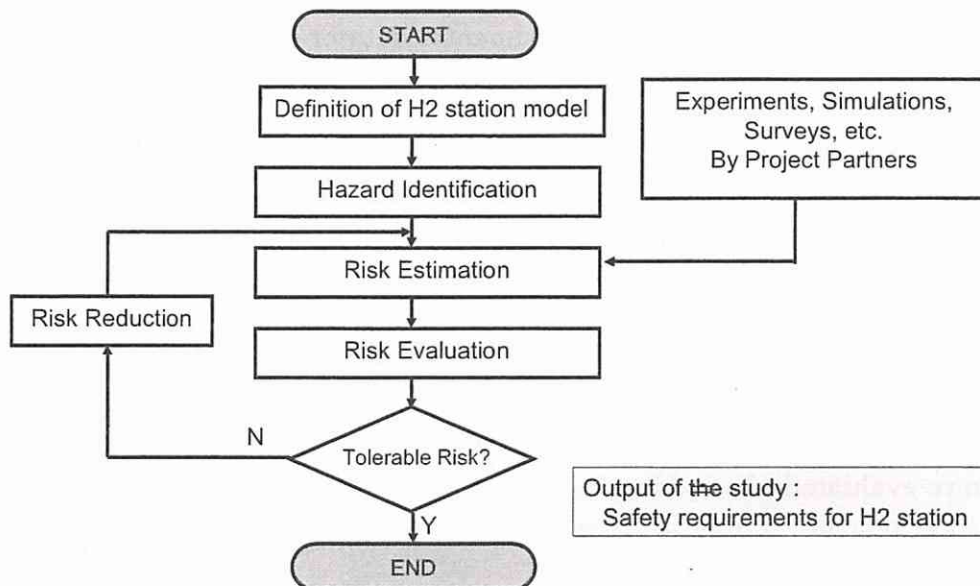 START
Definition of H2 station model
Experiments, Simulations,
Surveys, etc.
By Project Partners
Hazard Identification
Risk Estimation
Risk Reduction
Risk Evaluation
N
Tolerable Risk?
Output of the study :
Safety requirements for H2 station
Y
END